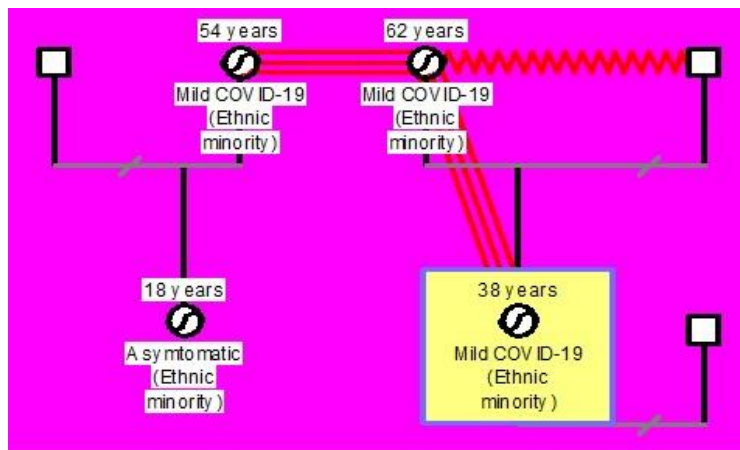 54 years
62 years
Mild COVID-19
(Ethnic
minority)
Mild COVID-19
(Ethnic
minority)
18 years
Asymtomatic
(Ethnic
minority)
38 years
Mild COVID-19
(Ethnic
minority)